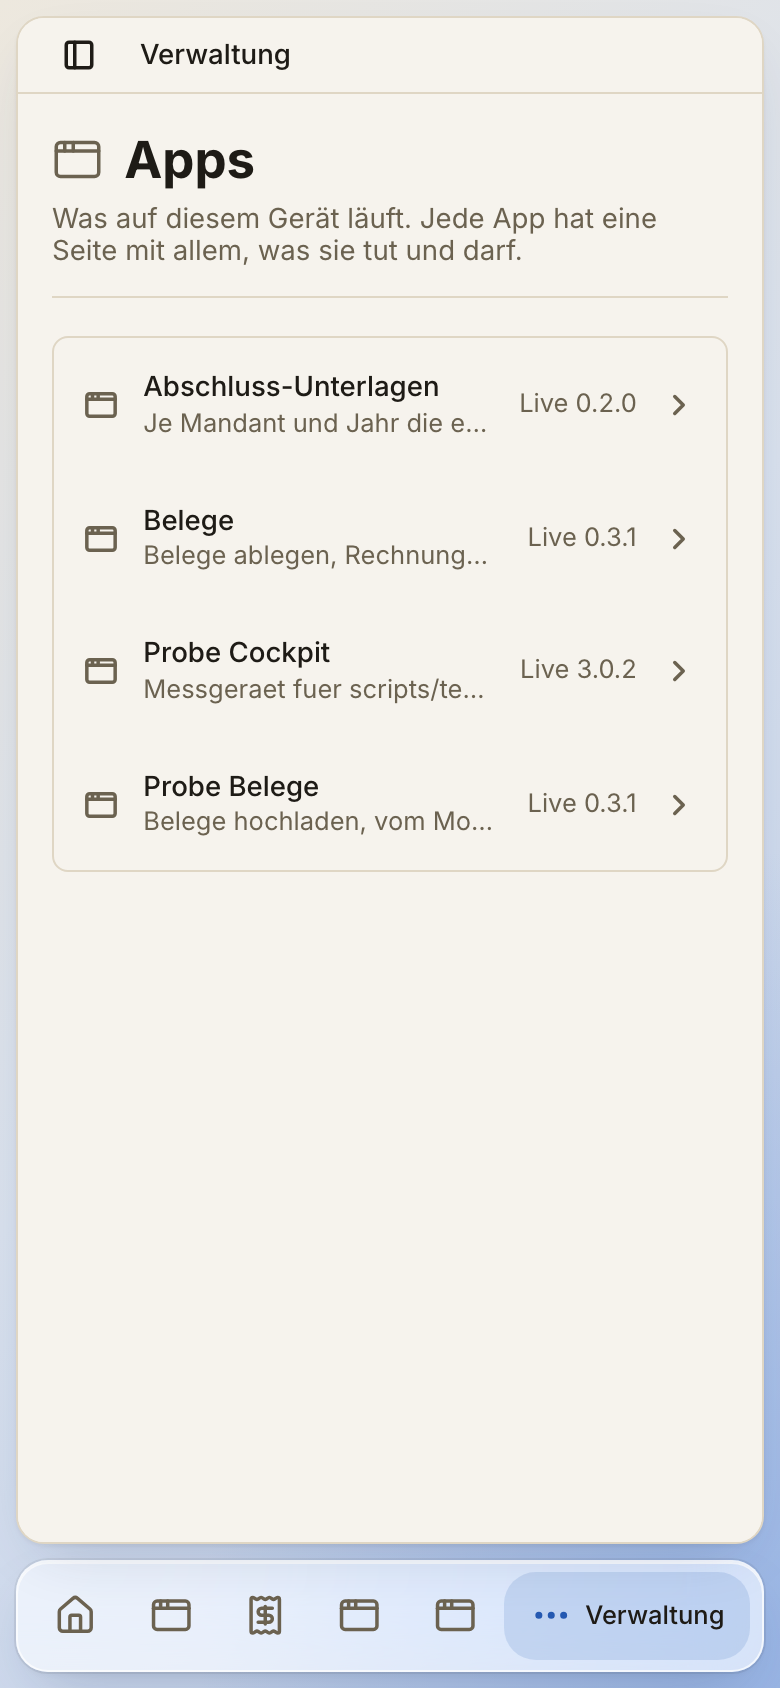 Verwaltung
Apps
Was auf diesem Gerät läuft. Jede App hat eine
Seite mit allem, was sie tut und darf.
Abschluss-Unterlagen
Je Mandant und Jahr die e...
Live 0.2.0
Belege
Belege ablegen, Rechnung...
Live 0.3.1
Probe Cockpit
Messgeraet fuer scripts/te...
Live 3.0.2
Probe Belege
Belege hochladen, vom Mo...
Live 0.3.1
Verwaltung